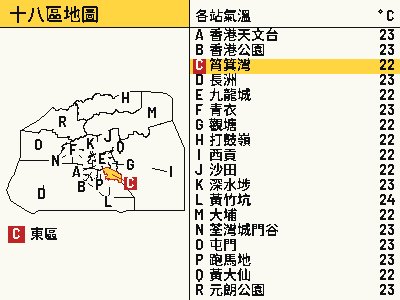 十八區地圖
各站氣溫 °C
A 香港天文台 23
B 香港公園 23
C 筲箕灣 22
D 長洲 23
E 九龍城 22
F 青衣 23
G 觀塘 22
H 打鼓嶺 22
I 西貢 22
J 沙田 22
K 深水埗 23
L 黃竹坑 24
M 大埔 22
N 荃灣城門谷 23
O 屯門 23
P 跑馬地 23
Q 黃大仙 22
R 元朗公園 23
H
R
M
O
F
K
J
Q
N
E
G
A
I
B
P
C
D
L
C 東區